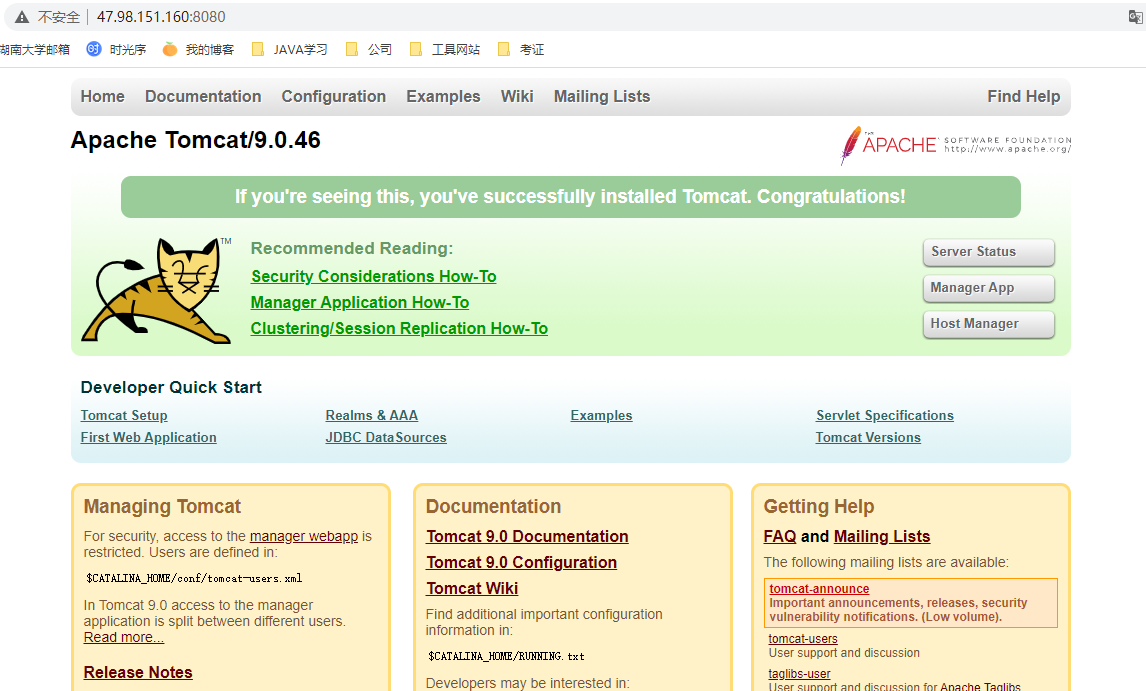 不安全 47.98.151.160:8080
湖南大学邮箱 时光序 我的博客 JAVA学习 公司 工具网站 考证
Home Documentation Configuration Examples Wiki Mailing Lists Find Help
Apache Tomcat/9.0.46
THE APACHE SOFTWARE FOUNDATION
http://www.apache.org/
If you're seeing this, you've successfully installed Tomcat. Congratulations!
TM
Recommended Reading:
Security Considerations How-To
Manager Application How-To
Clustering/Session Replication How-To
Server Status
Manager App
Host Manager
Developer Quick Start
Tomcat Setup
First Web Application
Realms & AAA
JDBC DataSources
Examples
Servlet Specifications
Tomcat Versions
Managing Tomcat
For security, access to the manager webapp is
restricted. Users are defined in:
$CATALINA_HOME/conf/tomcat-users.xml
In Tomcat 9.0 access to the manager
application is split between different users.
Read more...
Release Notes
Documentation
Tomcat 9.0 Documentation
Tomcat 9.0 Configuration
Tomcat Wiki
Find additional important configuration
information in:
$CATALINA_HOME/RUNNING.txt
Developers may be interested in:
Getting Help
FAQ and Mailing Lists
The following mailing lists are available:
tomcat-announce
Important announcements, releases, security
vulnerability notifications. (Low volume).
tomcat-users
User support and discussion
taglibs-user
User support and discussion for Apache Taglibs